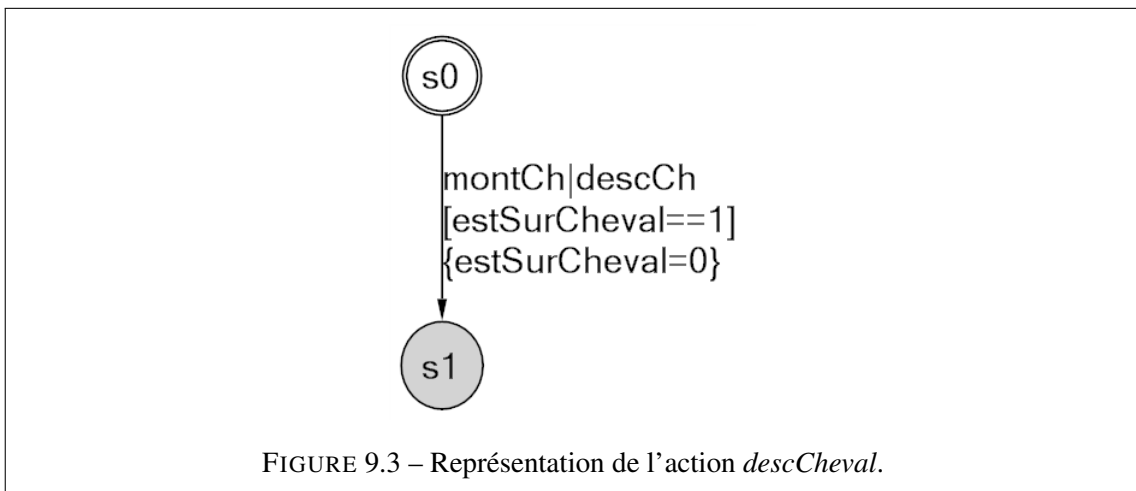 s0
montCh|descCh
[estSurCheval==1]
{estSurCheval=0}
s1
FIGURE 9.3 – Représentation de l'action descCheval.